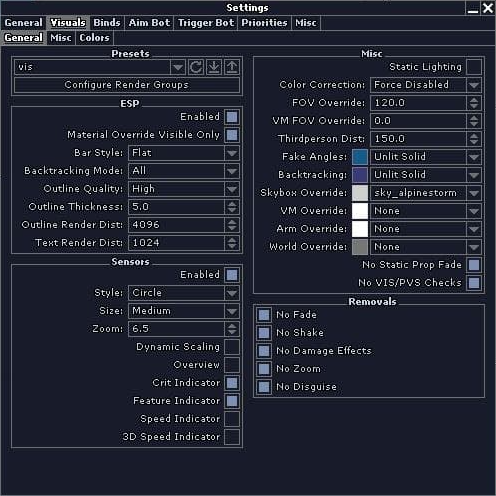 Settings
General Visuals Binds Aim Bot Trigger Bot Priorities Misc
General Misc Colors
Presets
vis
Configure Render Groups
ESP
Enabled
Material Override Visible Only
Bar Style: Flat
Backtracking Mode: All
Outline Quality: High
Outline Thickness: 5.0
Outline Render Dist: 4096
Text Render Dist: 1024
Sensors
Enabled
Style: Circle
Size: Medium
Zoom: 6.5
Dynamic Scaling
Overview
Crit Indicator
Feature Indicator
Speed Indicator
3D Speed Indicator
Misc
Static Lighting
Color Correction: Force Disabled
FOV Override: 120.0
VM FOV Override: 0.0
Thirdperson Dist: 150.0
Fake Angles: Unlit Solid
Backtracking: Unlit Solid
Skybox Override: sky_alpinestorm
VM Override: None
Arm Override: None
World Override: None
No Static Prop Fade
No VIS/PVS Checks
Removals
No Fade
No Shake
No Damage Effects
No Zoom
No Disguise